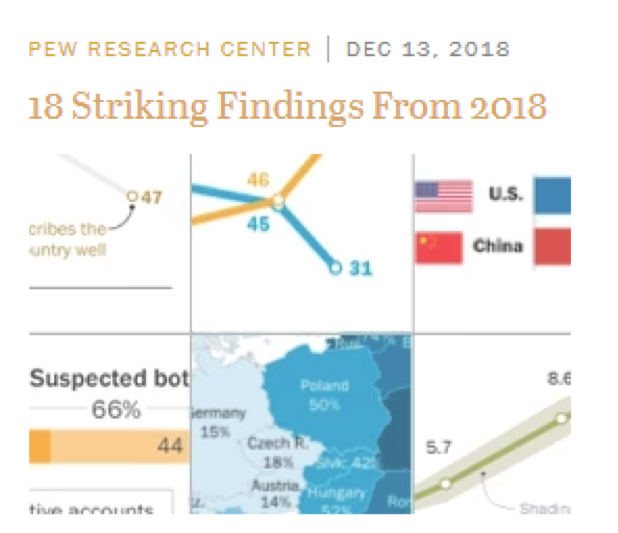 PEW RESEARCH CENTER | DEC 13, 2018
18 Striking Findings From 2018
47
cribes the
untry well
46
45
31
U.S.
China
Suspected bot
66%
44
tive accounts
Poland
50%
ermany
15%
Czech R.
18%
Slvk. 42%
Austria
14%
Hungary
52%
Ror
Rus.
8.6
5.7
Shadin